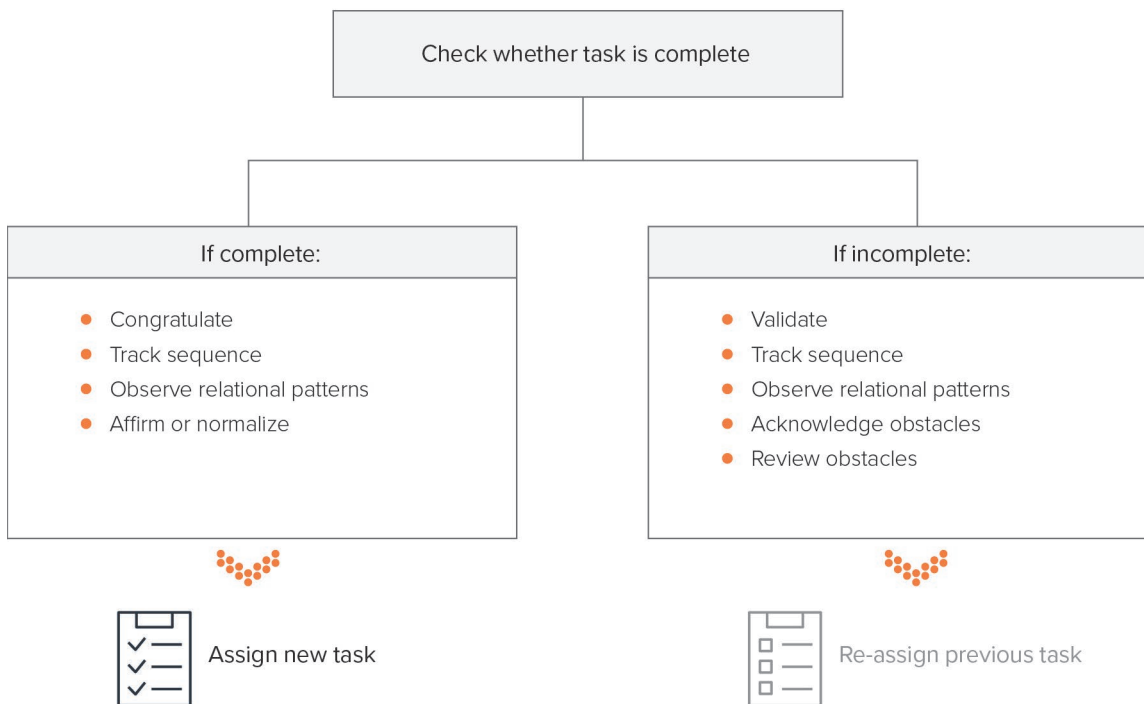 Check whether task is complete
If complete:
Congratulate
Track sequence
Observe relational patterns
Affirm or normalize
Assign new task
If incomplete:
Validate
Track sequence
Observe relational patterns
Acknowledge obstacles
Review obstacles
Re-assign previous task